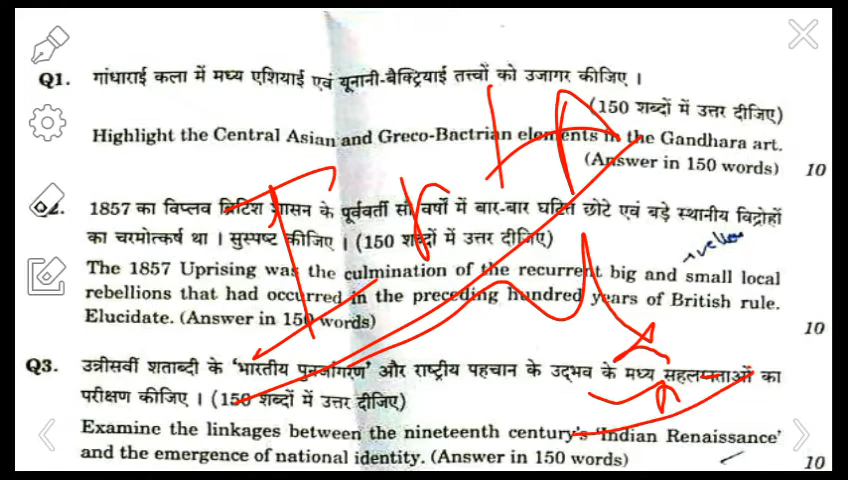 Q1. गांधाराई कला में मध्य एशियाई एवं यूनानी-बैक्ट्रियाई तत्त्वों को उजागर कीजिए ।
(150 शब्दों में उत्तर दीजिए)
Highlight the Central Asian and Greco-Bactrian elements in the Gandhara art.
(Answer in 150 words) 10
Q2. 1857 का विप्लव ब्रिटिश शासन के पूर्ववर्ती सौ वर्षों में बार-बार घटित छोटे एवं बड़े स्थानीय विद्रोहों
का चरमोत्कर्ष था । सुस्पष्ट कीजिए । (150 शब्दों में उत्तर दीजिए)
The 1857 Uprising was the culmination of the recurrent big and small local
rebellions that had occurred in the preceding hundred years of British rule.
Elucidate. (Answer in 150 words) 10
Q3. उन्नीसवीं शताब्दी के 'भारतीय पुनर्जागरण' और राष्ट्रीय पहचान के उद्भव के मध्य सहलग्नताओं का
परीक्षण कीजिए । (150 शब्दों में उत्तर दीजिए)
Examine the linkages between the nineteenth century's 'Indian Renaissance'
and the emergence of national identity. (Answer in 150 words) 10